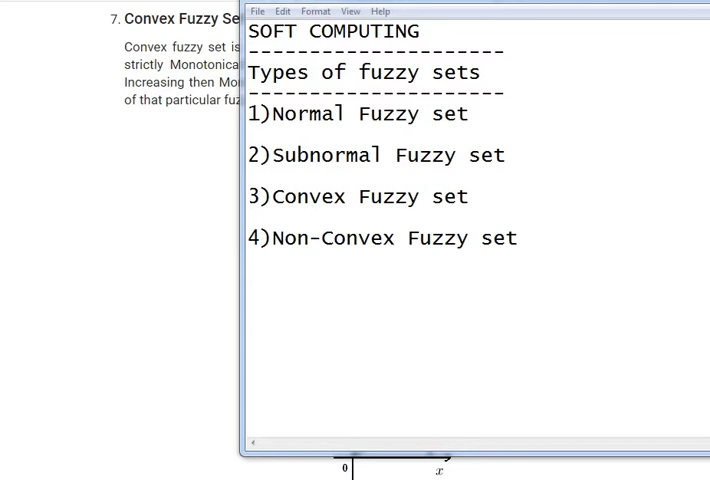 7. Convex Fuzzy Se
Convex fuzzy set is
strictly Monotonica
Increasing then Mo
of that particular fuz
File Edit Format View Help
SOFT COMPUTING
---------------------
Types of fuzzy sets
---------------------
1)Normal Fuzzy set
2)Subnormal Fuzzy set
3)Convex Fuzzy set
4)Non-Convex Fuzzy set
0 x